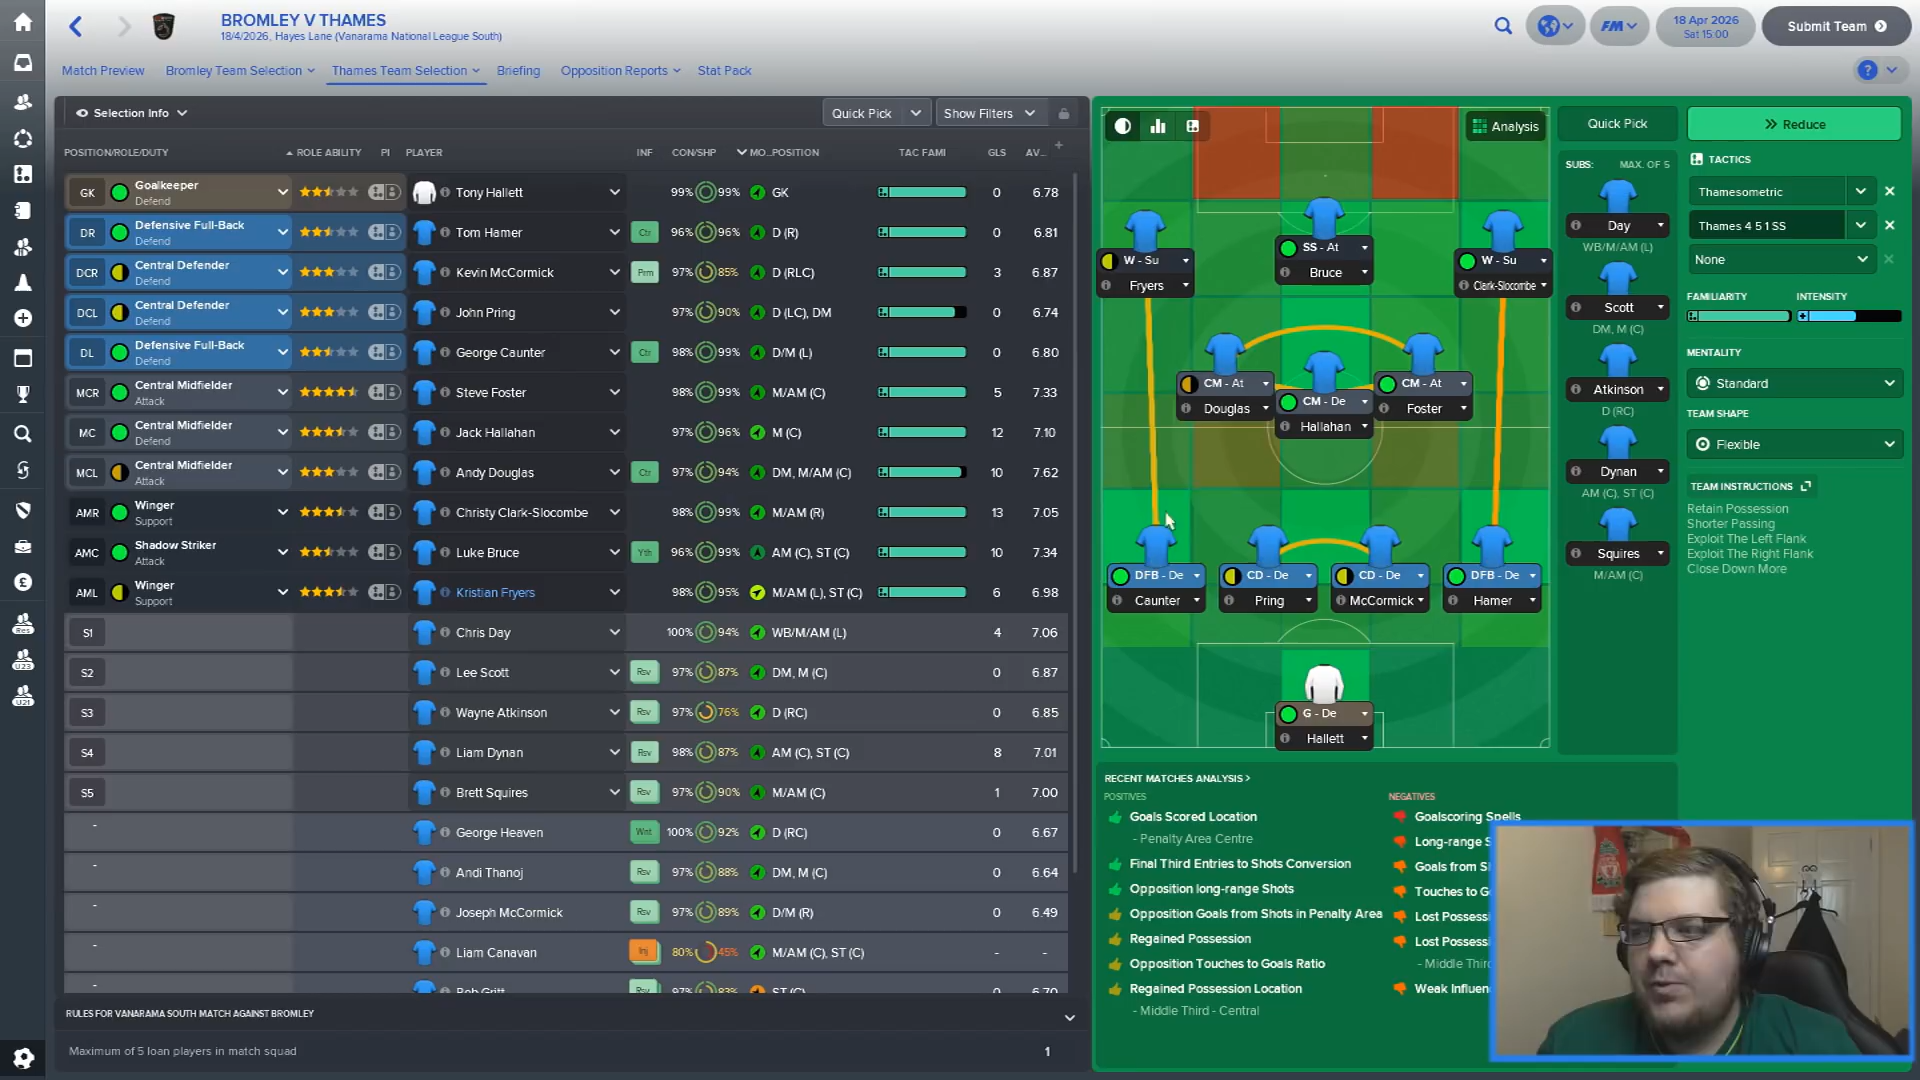 BROMLEY V THAMES
18/4/2026, Hayes Lane (Vanarama National League South)
FM
18 Apr 2026
Sat 15:00
Submit Team
Match Preview
Bromley Team Selection
Thames Team Selection
Briefing
Opposition Reports
Stat Pack
?
Selection Info
Quick Pick
Show Filters
POSITION/ROLE/DUTY ROLE ABILITY PI PLAYER INF CON/SHP MO... POSITION TAC FAMI GLS AV...
GK Goalkeeper Defend Tony Hallett 99% 99% GK 0 6.78
DR Defensive Full-Back Defend Tom Hamer Ctr 96% 96% D (R) 0 6.81
DCR Central Defender Defend Kevin McCormick Prm 97% 85% D (RLC) 3 6.87
DCL Central Defender Defend John Pring 97% 90% D (LC), DM 0 6.74
DL Defensive Full-Back Defend George Caunter Ctr 98% 99% D/M (L) 0 6.80
MCR Central Midfielder Attack Steve Foster 98% 99% M/AM (C) 5 7.33
MC Central Midfielder Defend Jack Hallahan 97% 96% M (C) 12 7.10
MCL Central Midfielder Attack Andy Douglas Ctr 97% 94% DM, M/AM (C) 10 7.62
AMR Winger Support Christy Clark-Slocombe 98% 99% M/AM (R) 13 7.05
AMC Shadow Striker Attack Luke Bruce Yth 96% 99% AM (C), ST (C) 10 7.34
AML Winger Support Kristian Fryers 98% 95% M/AM (L), ST (C) 6 6.98
S1 Chris Day 100% 94% WB/M/AM (L) 4 7.06
S2 Lee Scott Rsv 97% 87% DM, M (C) 0 6.87
S3 Wayne Atkinson Rsv 97% 76% D (RC) 0 6.85
S4 Liam Dynan Rsv 98% 87% AM (C), ST (C) 8 7.01
S5 Brett Squires Rsv 97% 90% M/AM (C) 1 7.00
- George Heaven Wnt 100% 92% D (RC) 0 6.67
- Andi Thanoj Rsv 97% 88% DM, M (C) 0 6.64
- Joseph McCormick Rsv 97% 89% D/M (R) 0 6.49
- Liam Canavan Inj 80% 45% M/AM (C), ST (C) - -
RULES FOR VANARAMA SOUTH MATCH AGAINST BROMLEY
Maximum of 5 loan players in match squad 1
Analysis
W - Su
Fryers
SS - At
Bruce
W - Su
Clark-Slocombe
CM - At
Douglas
CM - De
Hallahan
CM - At
Foster
DFB - De
Caunter
CD - De
Pring
CD - De
McCormick
DFB - De
Hamer
G - De
Hallett
Quick Pick
SUBS: MAX. OF 5
Day
WB/M/AM (L)
Scott
DM, M (C)
Atkinson
D (RC)
Dynan
AM (C), ST (C)
Squires
M/AM (C)
Reduce
TACTICS
Thamesometric
Thames 4 5 1 SS
None
FAMILIARITY INTENSITY
MENTALITY
Standard
TEAM SHAPE
Flexible
TEAM INSTRUCTIONS
Retain Possession
Shorter Passing
Exploit The Left Flank
Exploit The Right Flank
Close Down More
RECENT MATCHES ANALYSIS >
POSITIVES
Goals Scored Location
- Penalty Area Centre
Final Third Entries to Shots Conversion
Opposition long-range Shots
Opposition Goals from Shots in Penalty Area
Regained Possession
Opposition Touches to Goals Ratio
Regained Possession Location
- Middle Third - Central
NEGATIVES
Goalscoring Spells
Long-range S
Goals from S
Touches to G
Lost Possess
Lost Possess
- Middle Thir
Weak Influen
Res
U23
U21